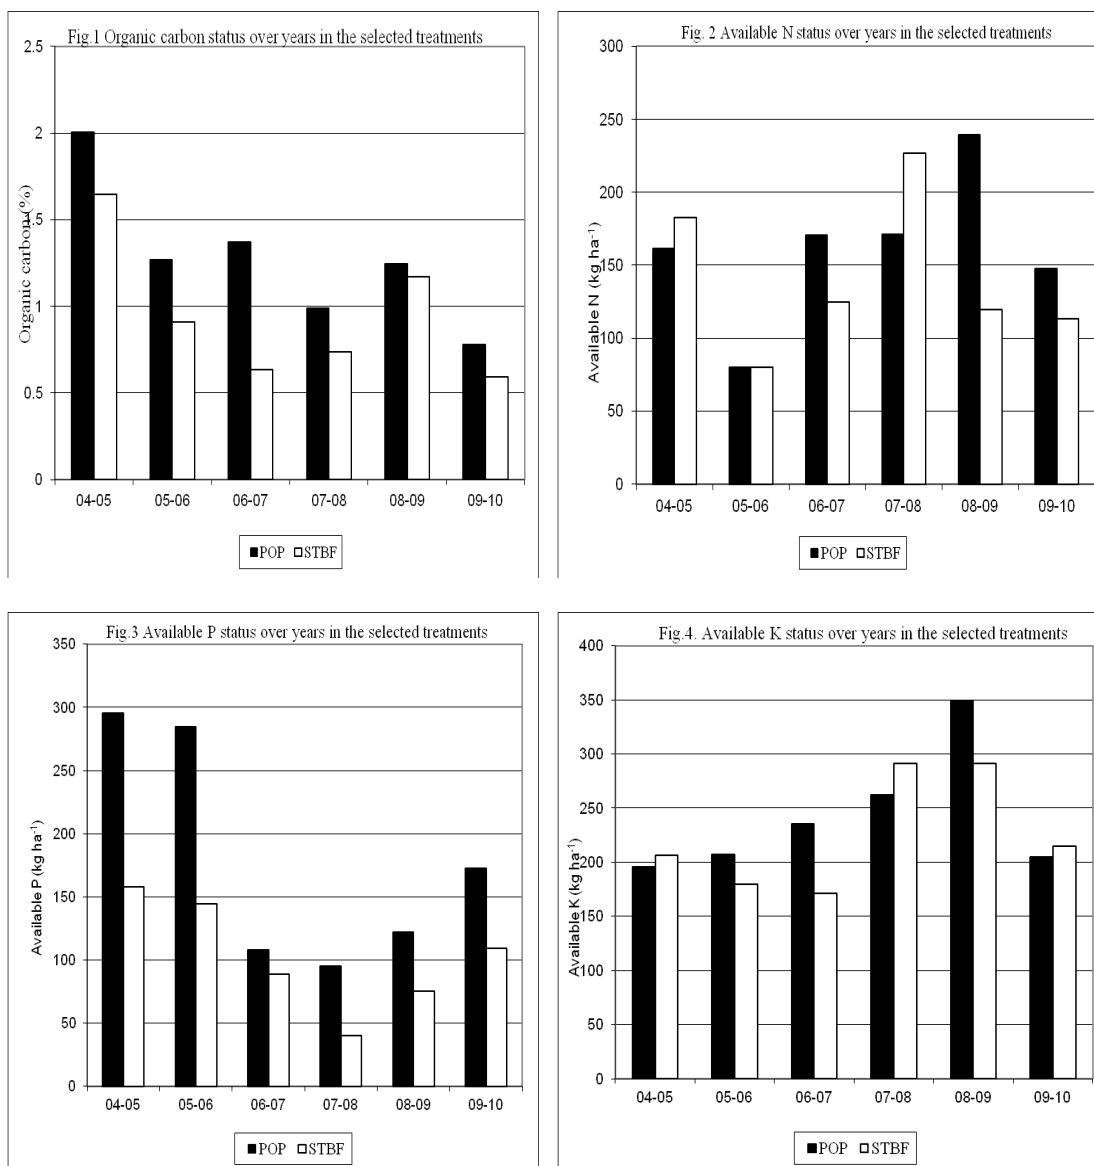 Fig.1 Organic carbon status over years in the selected treatments
2.5
2
1.5
1
0.5
0
Organic carbon (%)
04-05 05-06 06-07 07-08 08-09 09-10
POP STBF
Fig. 2 Available N status over years in the selected treatments
300
250
200
150
100
50
0
Available N (kg ha⁻¹)
04-05 05-06 06-07 07-08 08-09 09-10
POP STBF
Fig.3 Available P status over years in the selected treatments
350
300
250
200
150
100
50
0
Available P (kg ha⁻¹)
04-05 05-06 06-07 07-08 08-09 09-10
POP STBF
Fig.4. Available K status over years in the selected treatments
400
350
300
250
200
150
100
50
0
Available K (kg ha⁻¹)
04-05 05-06 06-07 07-08 08-09 09-10
POP STBF